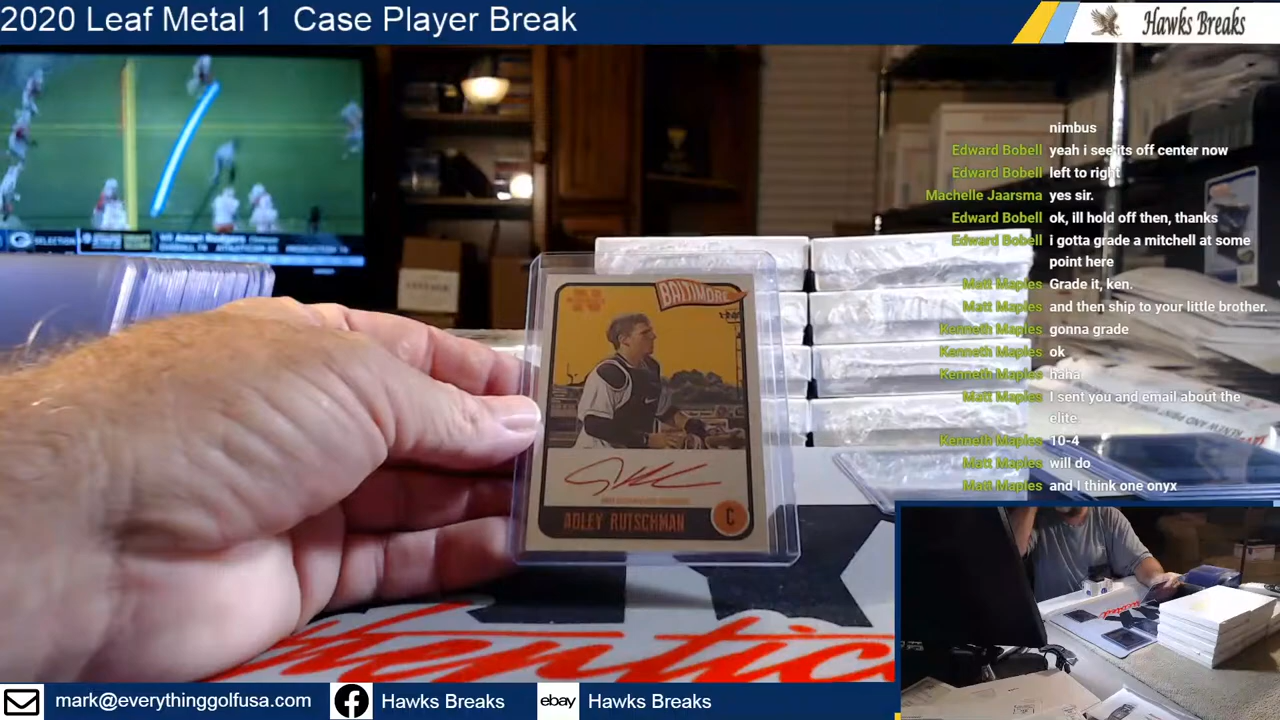 2020 Leaf Metal 1 Case Player Break
Hawks Breaks
nimbus
Edward Bobell yeah i see its off center now
Edward Bobell left to right
Machelle Jaarsma yes sir.
Edward Bobell ok, ill hold off then, thanks
Edward Bobell i gotta grade a mitchell at some
point here
Matt Maples Grade it, ken.
Matt Maples and then ship to your little brother.
Kenneth Maples gonna grade
Kenneth Maples ok
Kenneth Maples haha
Matt Maples I sent you and email about the
elite
Kenneth Maples 10-4
Matt Maples will do
Matt Maples and I think one onyx
BALTIMORE
ADLEY RUTSCHMAN
C
mark@everythinggolfusa.com
Hawks Breaks
ebay
Hawks Breaks